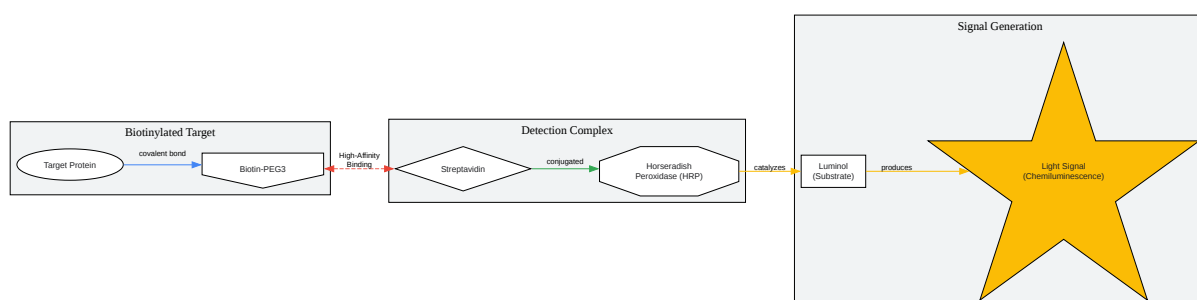 Biotinylated Target
Target Protein
covalent bond
Biotin-PEG3
High-Affinity
Binding
Detection Complex
Streptavidin
conjugated
Horseradish
Peroxidase (HRP)
catalyzes
Signal Generation
Luminol
(Substrate)
produces
Light Signal
(Chemiluminescence)